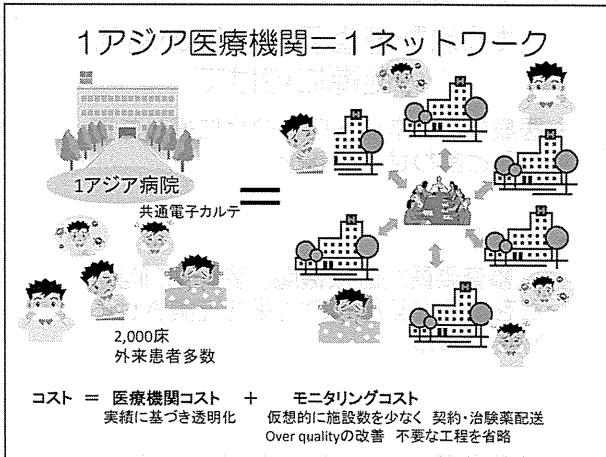 1アジア医療機関＝1ネットワーク
1アジア病院
共通電子カルテ
＝
2,000床
外来患者多数
コスト ＝ 医療機関コスト ＋ モニタリングコスト
実績に基づき透明化 仮想的に施設数を少なく 契約・治験薬配送
Over qualityの改善 不要な工程を省略